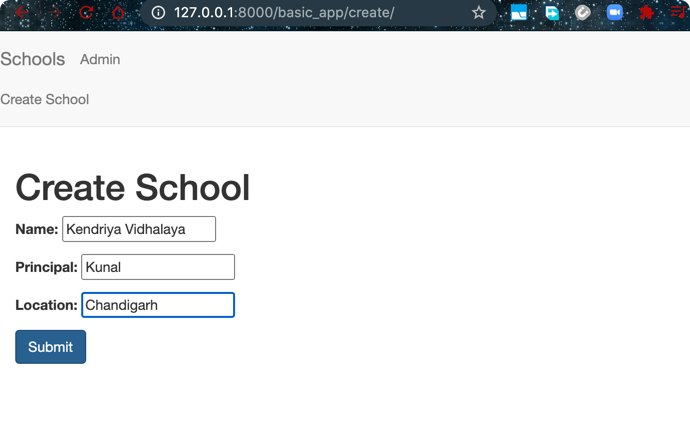 127.0.0.1:8000/basic_app/create/
Schools Admin
Create School
Create School
Name: Kendriya Vidhalaya
Principal: Kunal
Location: Chandigarh
Submit